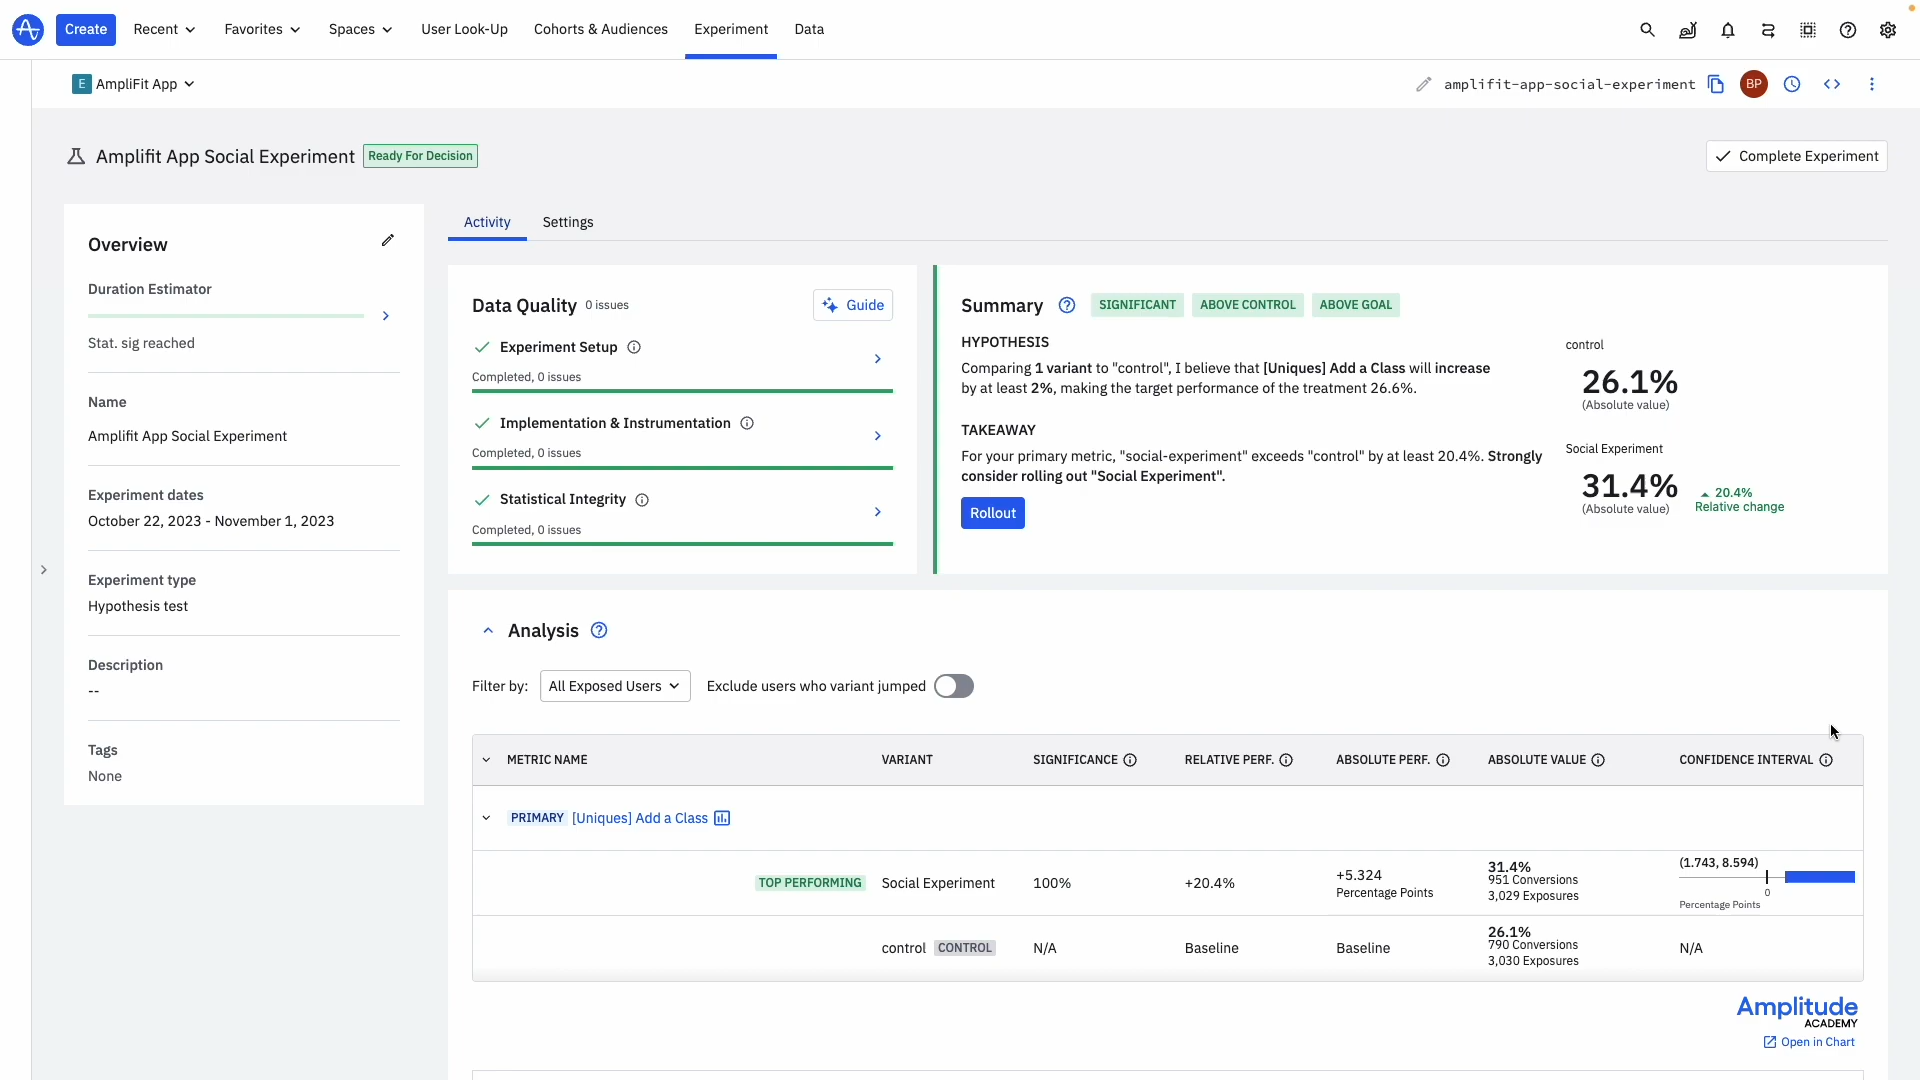 Create
Recent
Favorites
Spaces
User Look-Up
Cohorts & Audiences
Experiment
Data
E AmpliFit App
amplifit-app-social-experiment
BP
Amplifit App Social Experiment
Ready For Decision
Complete Experiment
Overview
Duration Estimator
Stat. sig reached
Name
Amplifit App Social Experiment
Experiment dates
October 22, 2023 - November 1, 2023
Experiment type
Hypothesis test
Description
--
Tags
None
Activity
Settings
Data Quality 0 issues
Guide
Experiment Setup
Completed, 0 issues
Implementation & Instrumentation
Completed, 0 issues
Statistical Integrity
Completed, 0 issues
Summary
SIGNIFICANT
ABOVE CONTROL
ABOVE GOAL
HYPOTHESIS
Comparing 1 variant to "control", I believe that [Uniques] Add a Class will increase
by at least 2%, making the target performance of the treatment 26.6%.
TAKEAWAY
For your primary metric, "social-experiment" exceeds "control" by at least 20.4%. Strongly
consider rolling out "Social Experiment".
Rollout
control
26.1%
(Absolute value)
Social Experiment
31.4%
(Absolute value)
20.4%
Relative change
Analysis
Filter by:
All Exposed Users
Exclude users who variant jumped
METRIC NAME
VARIANT
SIGNIFICANCE
RELATIVE PERF.
ABSOLUTE PERF.
ABSOLUTE VALUE
CONFIDENCE INTERVAL
PRIMARY [Uniques] Add a Class
TOP PERFORMING
Social Experiment
100%
+20.4%
+5.324
Percentage Points
31.4%
951 Conversions
3,029 Exposures
(1.743, 8.594)
0
Percentage Points
control CONTROL
N/A
Baseline
Baseline
26.1%
790 Conversions
3,030 Exposures
N/A
Amplitude
ACADEMY
Open in Chart